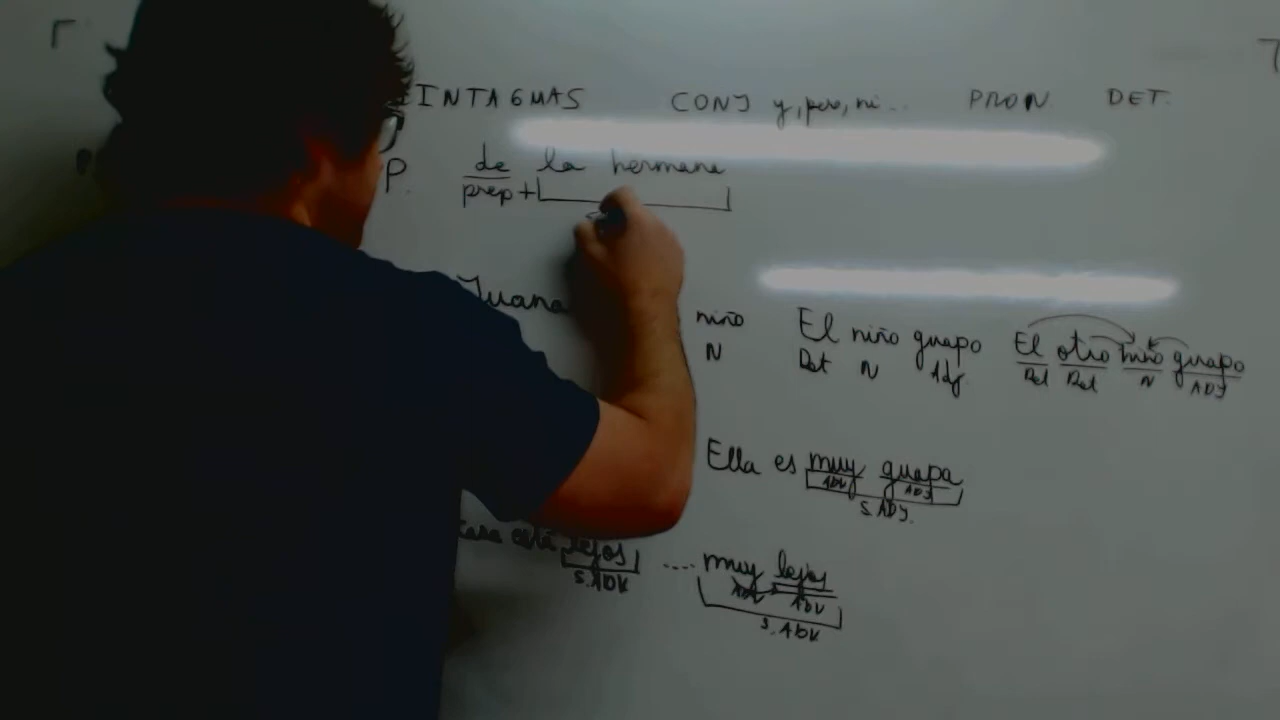 INTAGMAS CONJ y, pero, ni... PRON. DET.
P. de la hermana
prep +
Juana niño El niño guapo El otro niño guapo
N Det N Adj Det Det N ADJ
Ella es muy guapa
ADV ADJ
S. ADJ.
casa está lejos .... muy lejos
S. ADV ADV ADV
S. ADV